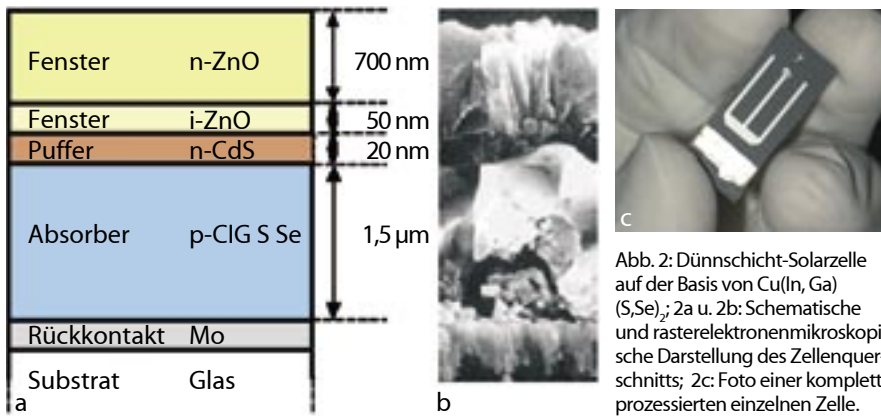 Fenster n-ZnO 700 nm
Fenster i-ZnO 50 nm
Puffer n-CdS 20 nm
Absorber p-CIG S Se 1,5 µm
Rückkontakt Mo
Substrat Glas
a
b
c
Abb. 2: Dünnschicht-Solarzelle
auf der Basis von Cu(In, Ga)
(S,Se)₂; 2a u. 2b: Schematische
und rasterelektronenmikroskopi-
sche Darstellung des Zellenquer-
schnitts; 2c: Foto einer komplett
prozessierten einzelnen Zelle.